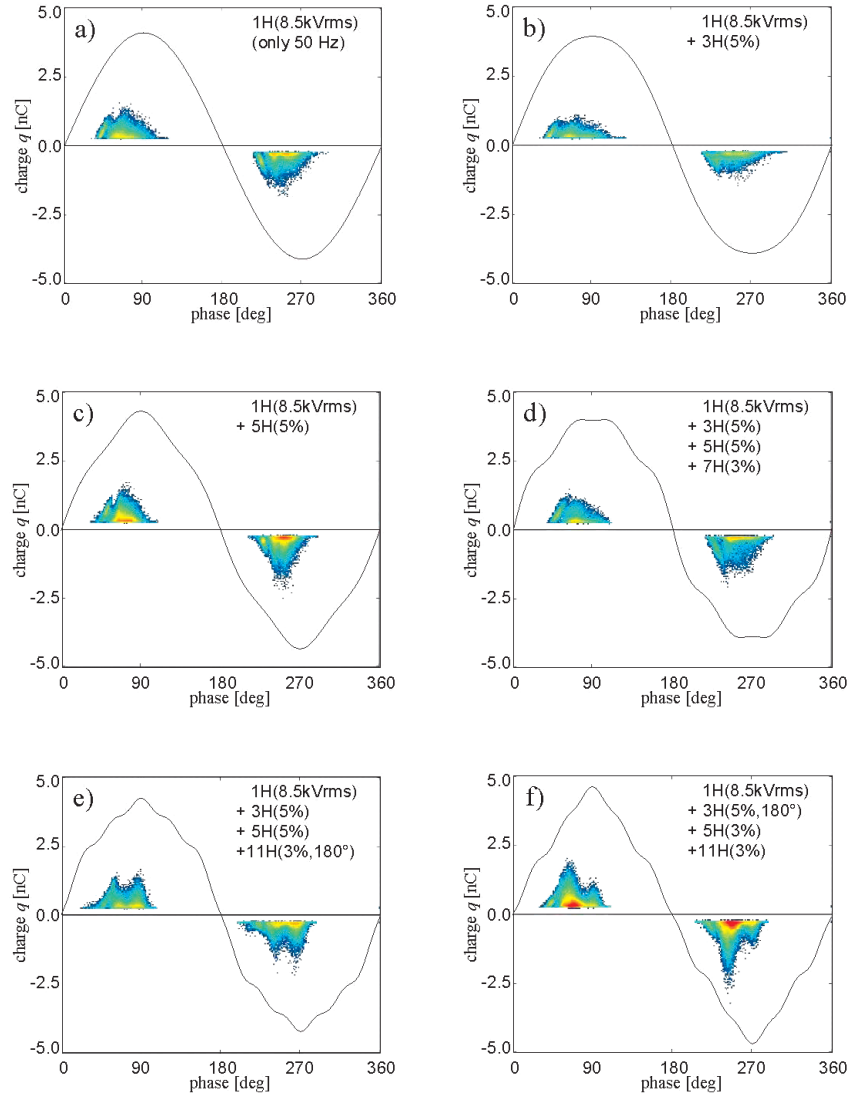 a)
1H(8.5kVrms)
(only 50 Hz)
5.0
2.5
0.0
-2.5
-5.0
charge q [nC]
0 90 180 270 360
phase [deg]
b)
1H(8.5kVrms)
+ 3H(5%)
5.0
2.5
0.0
-2.5
-5.0
charge q [nC]
0 90 180 270 360
phase [deg]
c)
1H(8.5kVrms)
+ 5H(5%)
5.0
2.5
0.0
-2.5
-5.0
charge q [nC]
0 90 180 270 360
phase [deg]
d)
1H(8.5kVrms)
+ 3H(5%)
+ 5H(5%)
+ 7H(3%)
5.0
2.5
0.0
-2.5
-5.0
charge q [nC]
0 90 180 270 360
phase [deg]
e)
1H(8.5kVrms)
+ 3H(5%)
+ 5H(5%)
+11H(3%,180°)
5.0
2.5
0.0
-2.5
-5.0
charge q [nC]
0 90 180 270 360
phase [deg]
f)
1H(8.5kVrms)
+ 3H(5%,180°)
+ 5H(3%)
+11H(3%)
5.0
2.5
0.0
-2.5
-5.0
charge q [nC]
0 90 180 270 360
phase [deg]